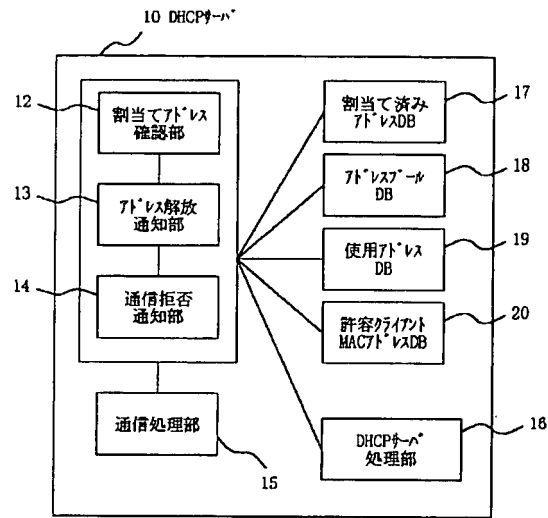 10 DHCPｻｰﾊﾞ
12
割当てｱﾄﾞﾚｽ
確認部
13
ｱﾄﾞﾚｽ解放
通知部
14
通信拒否
通知部
通信処理部
15
割当て済み
ｱﾄﾞﾚｽDB
17
ｱﾄﾞﾚｽﾌﾟｰﾙ
DB
18
使用ｱﾄﾞﾚｽ
DB
19
許容ｸﾗｲｱﾝﾄ
MACｱﾄﾞﾚｽDB
20
DHCPｻｰﾊﾞ
処理部
16